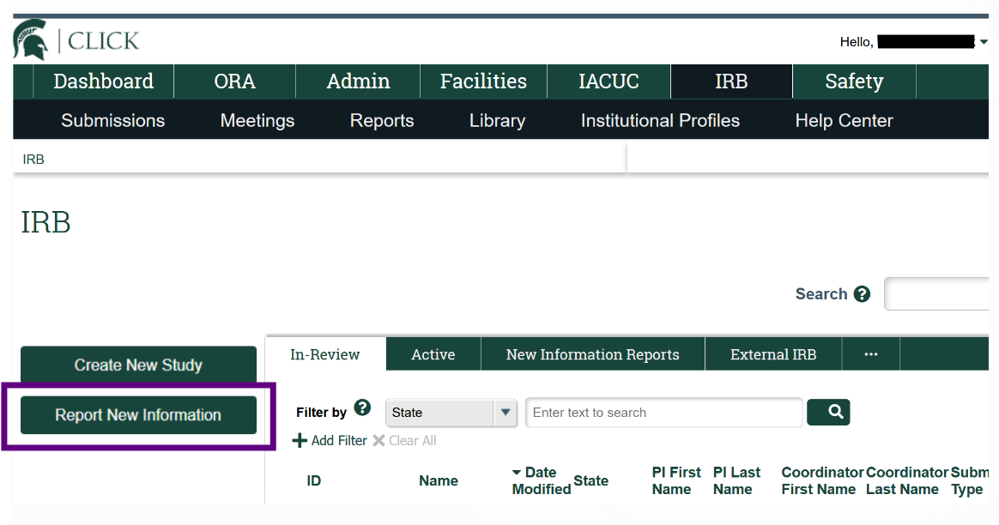 CLICK
Hello,
Dashboard ORA Admin Facilities IACUC IRB Safety
Submissions Meetings Reports Library Institutional Profiles Help Center
IRB
IRB
Search ?
Create New Study
Report New Information
In-Review Active New Information Reports External IRB ...
Filter by ? State Enter text to search
Add Filter Clear All
ID Name Date Modified State PI First Name PI Last Name Coordinator First Name Coordinator Last Name Subm Type